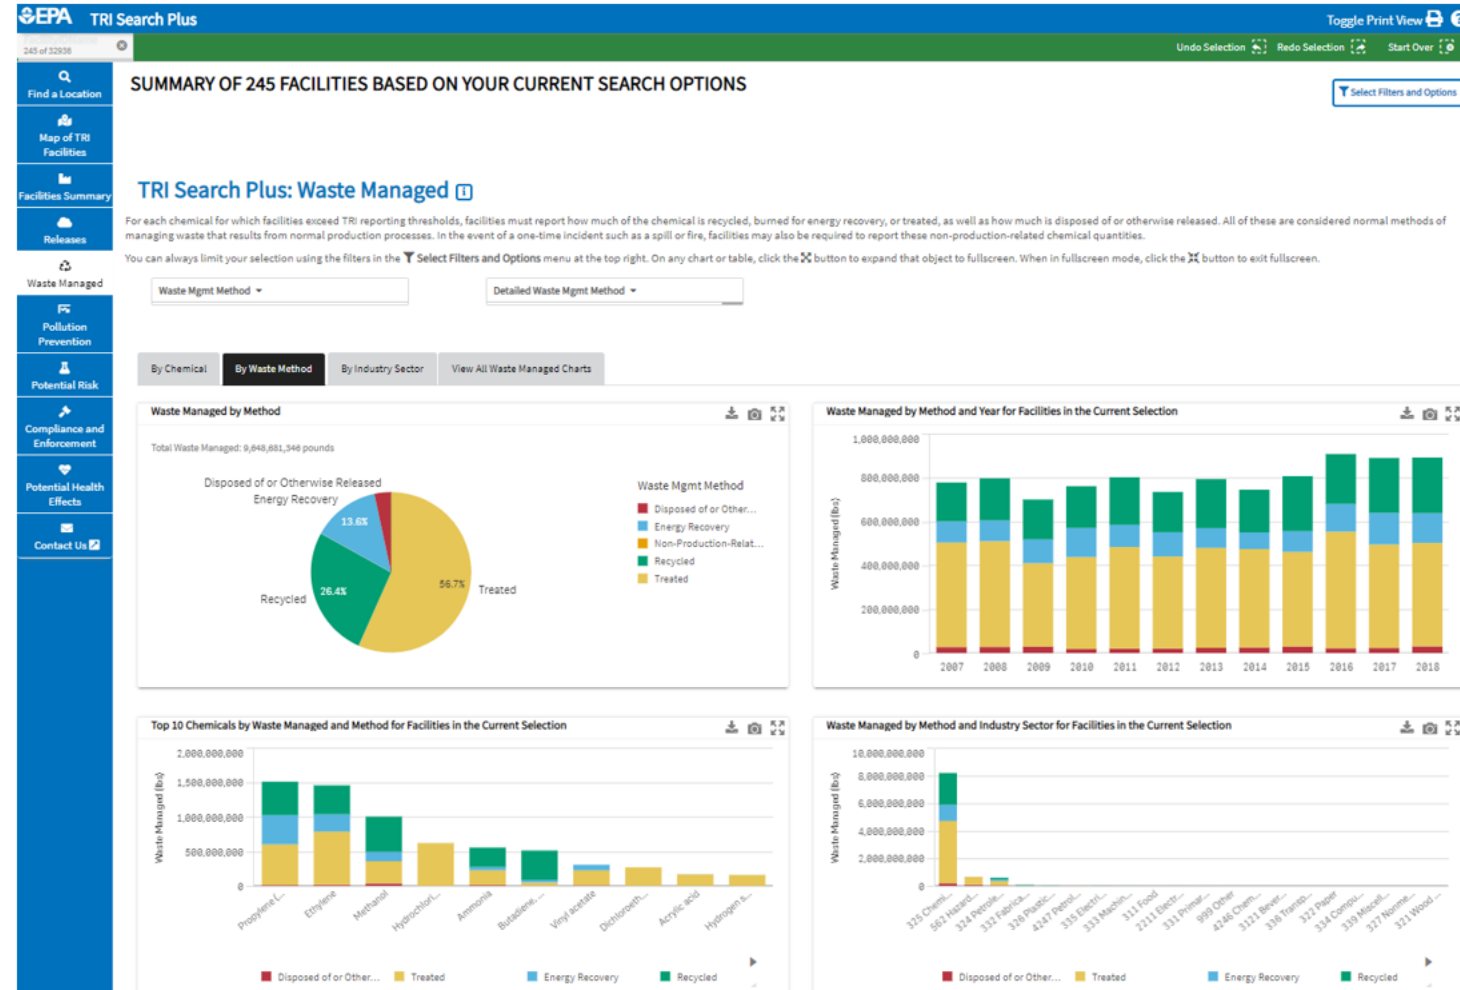 EPA TRI Search Plus
Toggle Print View
245 of 32936
Undo Selection Redo Selection Start Over
Find a Location
Map of TRI
Facilities
Facilities Summary
Releases
Waste Managed
Pollution
Prevention
Potential Risk
Compliance and
Enforcement
Potential Health
Effects
Contact Us
SUMMARY OF 245 FACILITIES BASED ON YOUR CURRENT SEARCH OPTIONS
Select Filters and Options
TRI Search Plus: Waste Managed
For each chemical for which facilities exceed TRI reporting thresholds, facilities must report how much of the chemical is recycled, burned for energy recovery, or treated, as well as how much is disposed of or otherwise released. All of these are considered normal methods of
managing waste that results from normal production processes. In the event of a one-time incident such as a spill or fire, facilities may also be required to report these non-production-related chemical quantities.
You can always limit your selection using the filters in the Select Filters and Options menu at the top right. On any chart or table, click the button to expand that object to fullscreen. When in fullscreen mode, click the button to exit fullscreen.
Waste Mgmt Method
Detailed Waste Mgmt Method
By Chemical
By Waste Method
By Industry Sector
View All Waste Managed Charts
Waste Managed by Method
Total Waste Managed: 9,648,681,346 pounds
Disposed of or Otherwise Released
Energy Recovery
13.6%
56.7%
Treated
26.4%
Recycled
Waste Mgmt Method
Disposed of or Other...
Energy Recovery
Non-Production-Relat...
Recycled
Treated
Waste Managed by Method and Year for Facilities in the Current Selection
Waste Managed (lbs)
1,000,000,000
800,000,000
600,000,000
400,000,000
200,000,000
0
2007 2008 2009 2010 2011 2012 2013 2014 2015 2016 2017 2018
Top 10 Chemicals by Waste Managed and Method for Facilities in the Current Selection
Waste Managed (lbs)
2,000,000,000
1,500,000,000
1,000,000,000
500,000,000
0
Propylene (...
Ethylene
Methanol
Hydrochlori...
Ammonia
Butadiene, ...
Vinyl acetate
Dichloroeth...
Acrylic acid
Hydrogen s...
Disposed of or Other... Treated Energy Recovery Recycled
Waste Managed by Method and Industry Sector for Facilities in the Current Selection
Waste Managed (lbs)
10,000,000,000
8,000,000,000
6,000,000,000
4,000,000,000
2,000,000,000
0
325 Chemi...
562 Hazard...
324 Petrole...
332 Fabrica...
326 Plastic...
4247 Petrol...
335 Electri...
333 Machin...
311 Food
2211 Electr...
331 Primar...
999 Other
4246 Chem...
3121 Bever...
336 Transp...
322 Paper
334 Compu...
339 Miscell...
327 Nonme...
321 Wood ...
Disposed of or Other... Treated Energy Recovery Recycled